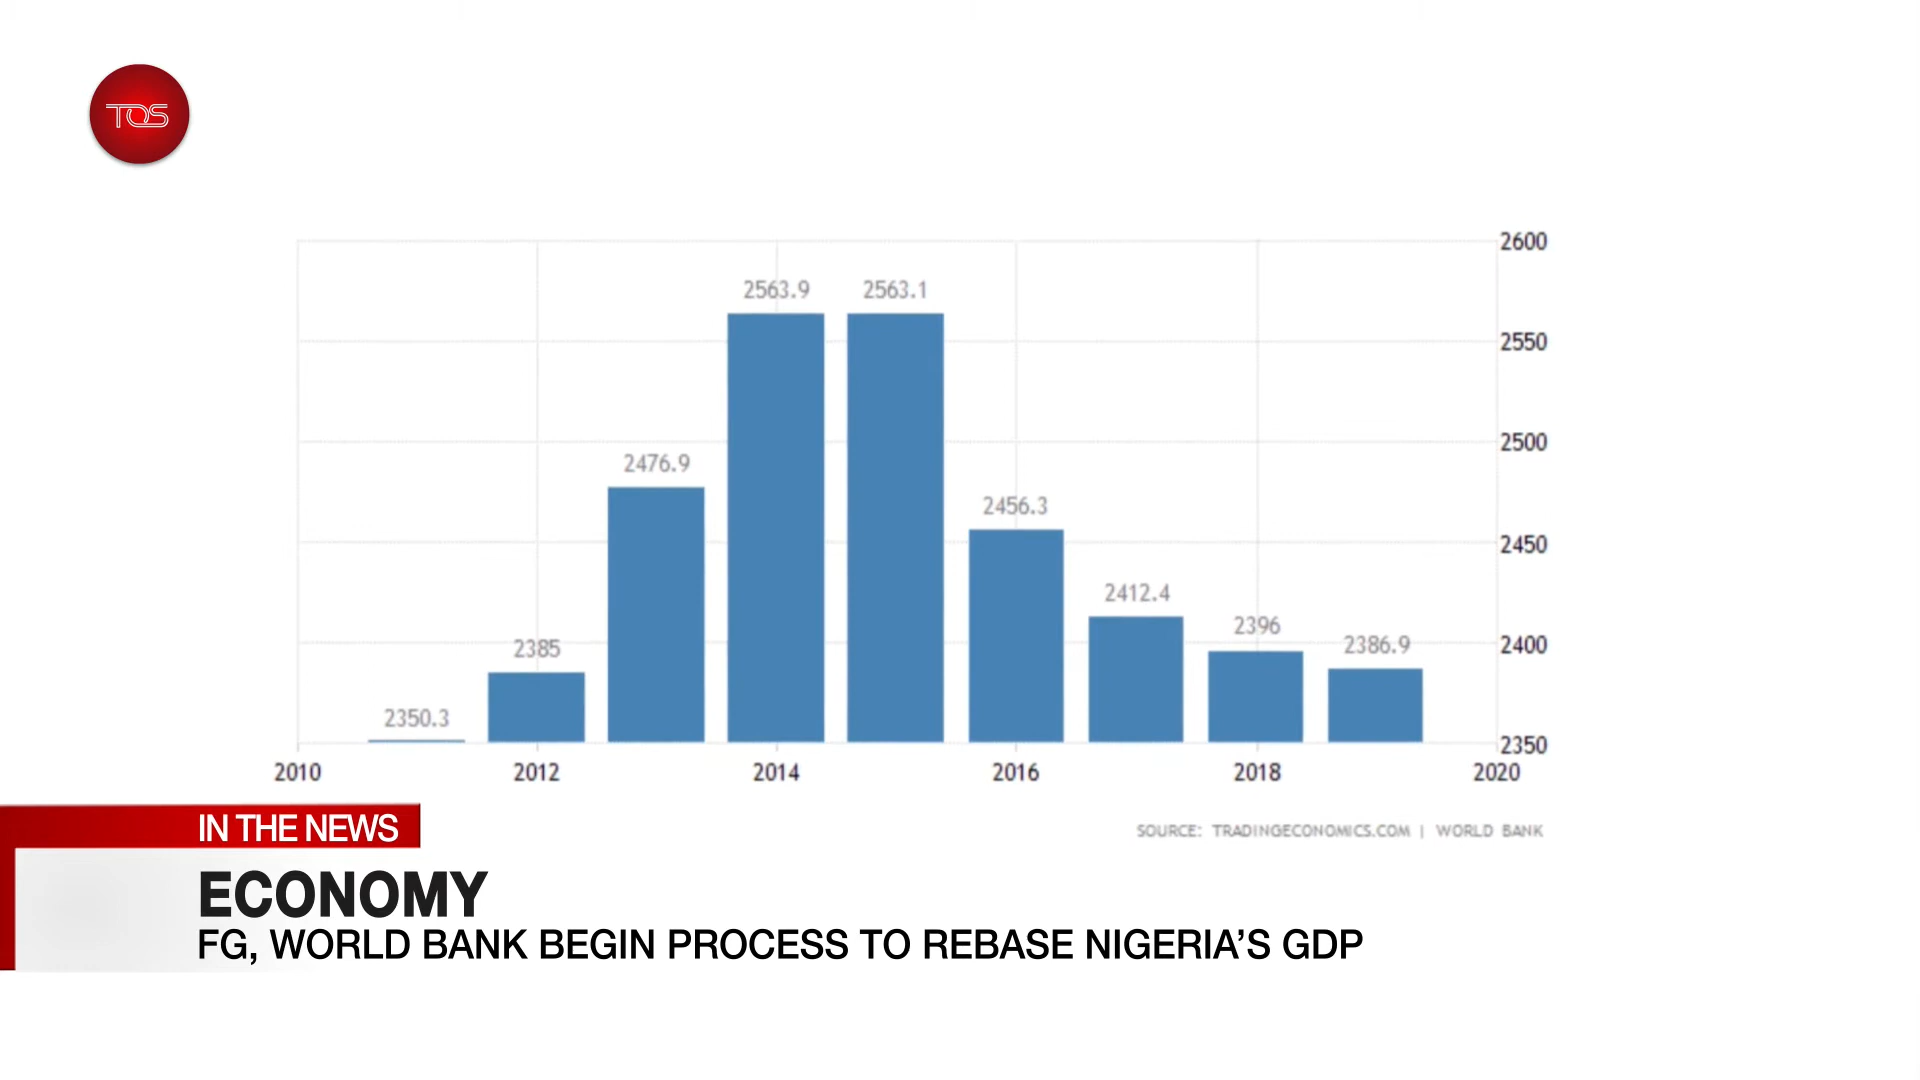 TOS
2600
2563.9 2563.1
2550
2500
2476.9
2456.3
2450
2412.4
2396
2385
2386.9
2400
2350.3
2350
2010 2012 2014 2016 2018 2020
IN THE NEWS
SOURCE: TRADINGECONOMICS.COM | WORLD BANK
ECONOMY
FG, WORLD BANK BEGIN PROCESS TO REBASE NIGERIA’S GDP